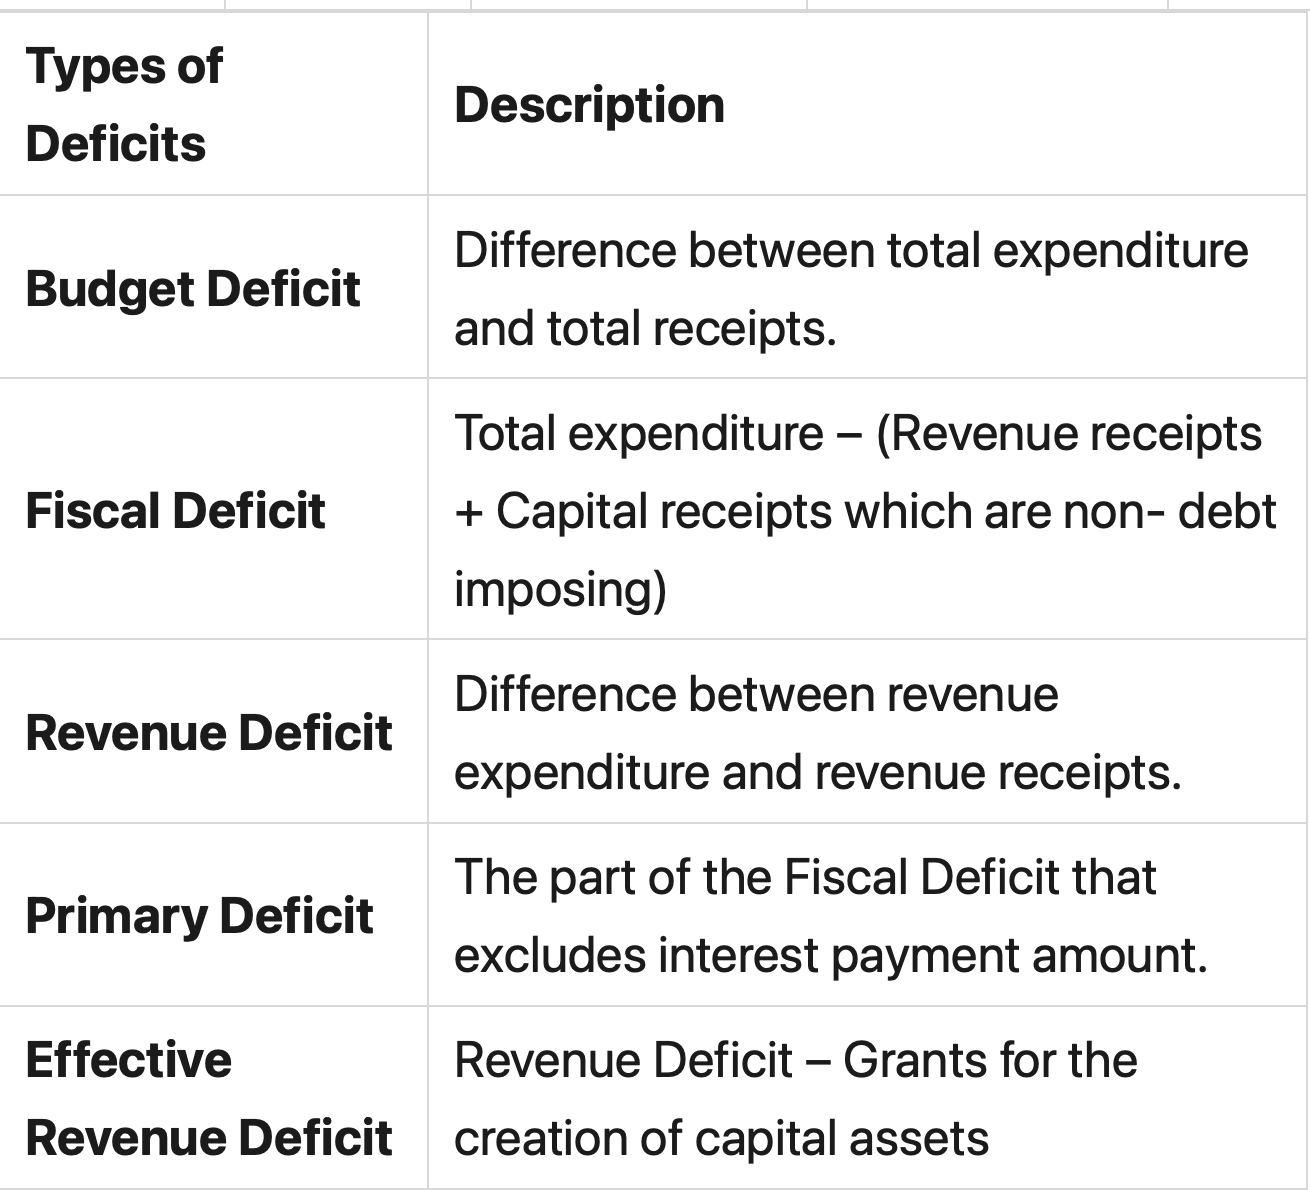 Types of
Deficits
Description
Budget Deficit
Difference between total expenditure
and total receipts.
Fiscal Deficit
Total expenditure – (Revenue receipts
+ Capital receipts which are non- debt
imposing)
Revenue Deficit
Difference between revenue
expenditure and revenue receipts.
Primary Deficit
The part of the Fiscal Deficit that
excludes interest payment amount.
Effective
Revenue Deficit
Revenue Deficit – Grants for the
creation of capital assets